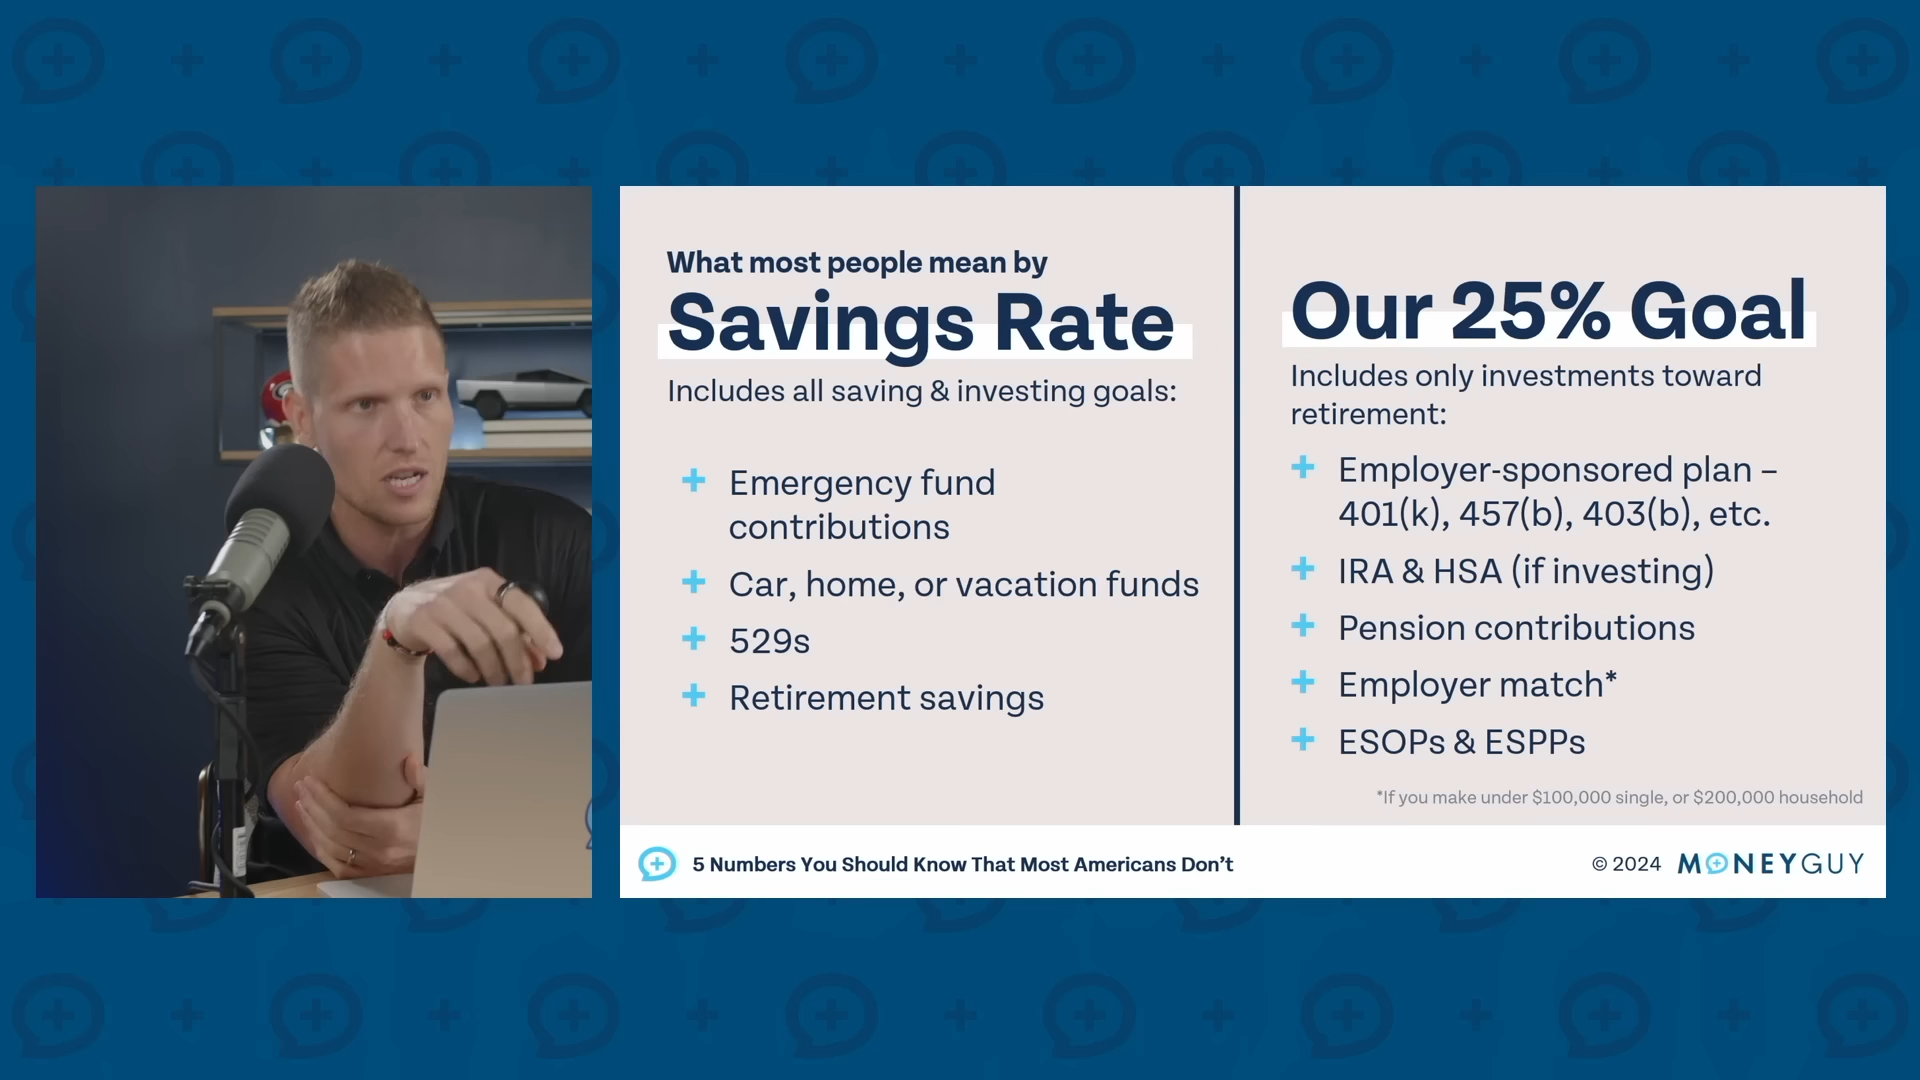 What most people mean by
Savings Rate
Includes all saving & investing goals:
Emergency fund
contributions
Car, home, or vacation funds
529s
Retirement savings
Our 25% Goal
Includes only investments toward
retirement:
Employer-sponsored plan –
401(k), 457(b), 403(b), etc.
IRA & HSA (if investing)
Pension contributions
Employer match*
ESOPs & ESPPs
*If you make under $100,000 single, or $200,000 household
5 Numbers You Should Know That Most Americans Don’t
© 2024 MONEYGUY